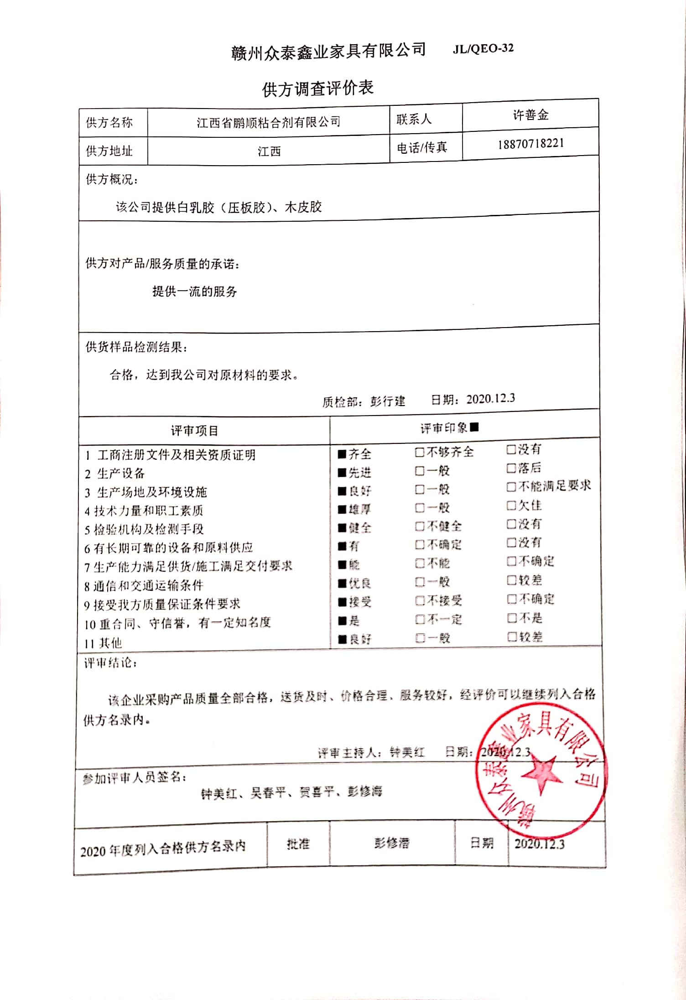 赣州众泰鑫业家具有限公司 JL/QEO-32
供方调查评价表
供方名称 江西省鹏顺粘合剂有限公司 联系人 许善金
供方地址 江西 电话/传真 18870718221
供方概况：
该公司提供白乳胶（压板胶）、木皮胶
供方对产品/服务质量的承诺：
提供一流的服务
供货样品检测结果：
合格，达到我公司对原材料的要求。
质检部：彭行建 日期：2020.12.3
评审项目 评审印象■
1 工商注册文件及相关资质证明 ■齐全 □不够齐全 □没有
2 生产设备 ■先进 □一般 □落后
3 生产场地及环境设施 ■良好 □一般 □不能满足要求
4 技术力量和职工素质 ■雄厚 □一般 □欠佳
5 检验机构及检测手段 ■健全 □不健全 □没有
6 有长期可靠的设备和原料供应 ■有 □不确定 □没有
7 生产能力满足供货/施工满足交付要求 ■能 □不能 □不确定
8 通信和交通运输条件 ■优良 □一般 □较差
9 接受我方质量保证条件要求 ■接受 □不接受 □不确定
10 重合同、守信誉，有一定知名度 ■是 □不一定 □不是
11 其他 ■良好 □一般 □较差
评审结论：
该企业采购产品质量全部合格，送货及时、价格合理、服务较好，经评价可以继续列入合格
供方名录内。
评审主持人：钟美红 日期：2020.12.3
参加评审人员签名：
钟美红、吴春平、贺喜平、彭修海
赣州众泰鑫业家具有限公司
2020 年度列入合格供方名录内 批准 彭修潜 日期 2020.12.3